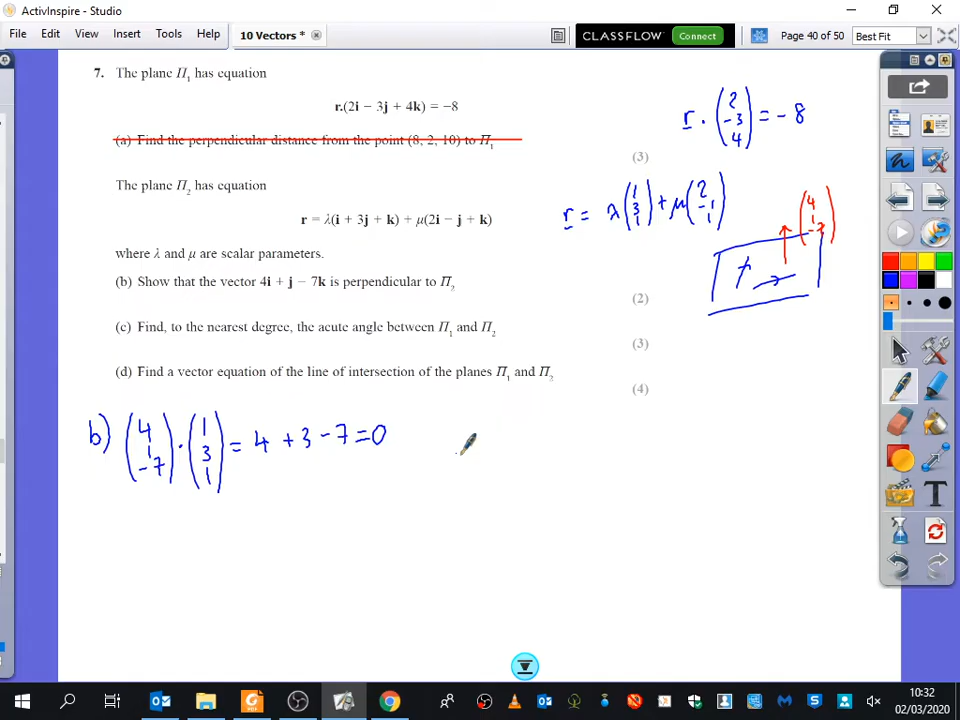 ActivInspire - Studio
File Edit View Insert Tools Help
10 Vectors *
CLASSFLOW Connect
Page 40 of 50
Best Fit
7. The plane Π₁ has equation
r.(2i − 3j + 4k) = −8
(a) Find the perpendicular distance from the point (8, 2, 10) to Π₁
(3)
The plane Π₂ has equation
r = λ(i + 3j + k) + μ(2i − j + k)
where λ and μ are scalar parameters.
(b) Show that the vector 4i + j − 7k is perpendicular to Π₂
(2)
(c) Find, to the nearest degree, the acute angle between Π₁ and Π₂
(3)
(d) Find a vector equation of the line of intersection of the planes Π₁ and Π₂
(4)
r · (2 -3 4) = -8
r = λ (1 3 1) + μ (2 -1 1)
(4 1 -7)
b) (4 1 -7) · (1 3 1) = 4 + 3 - 7 = 0
T
10:32
02/03/2020